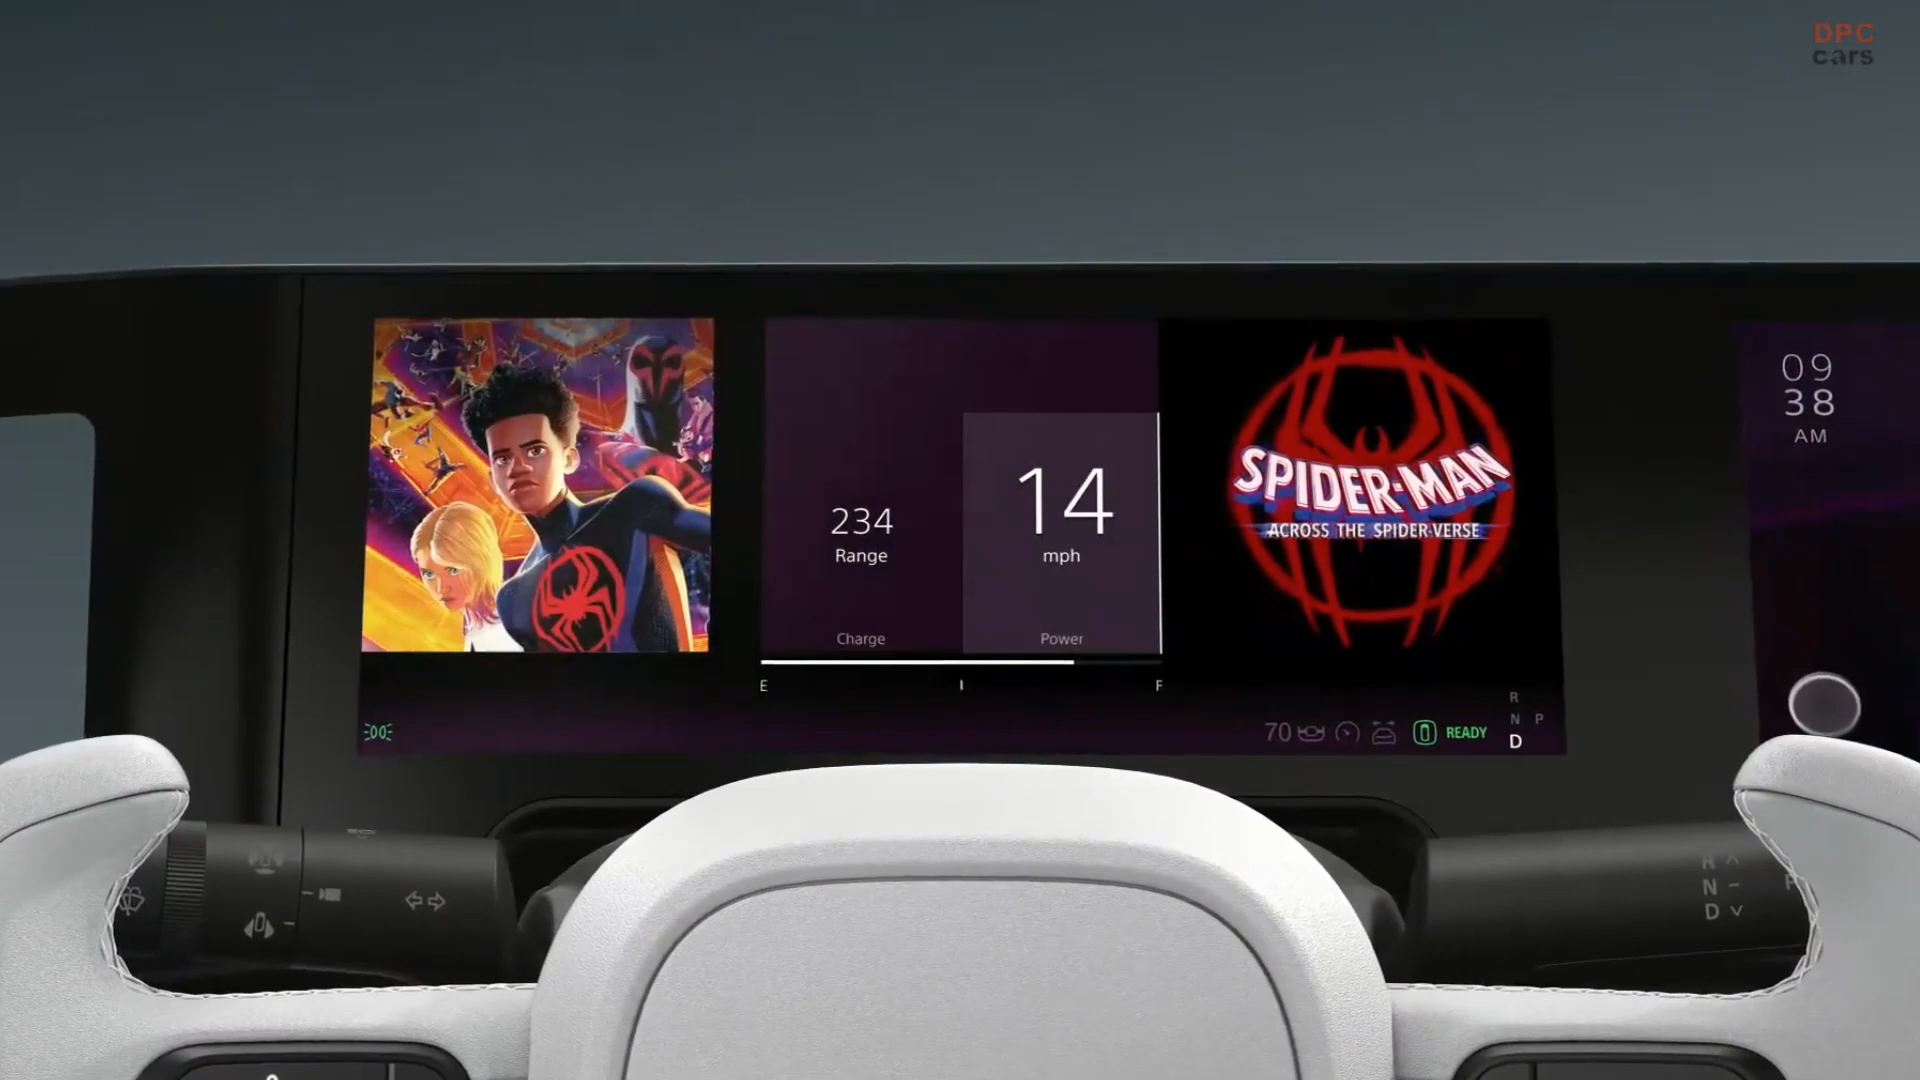 DPC
cars
SPIDER-MAN
ACROSS THE SPIDER-VERSE
234
Range
Charge
14
mph
Power
E
F
09
38
AM
70
READY
R
N P
D
R
N
D